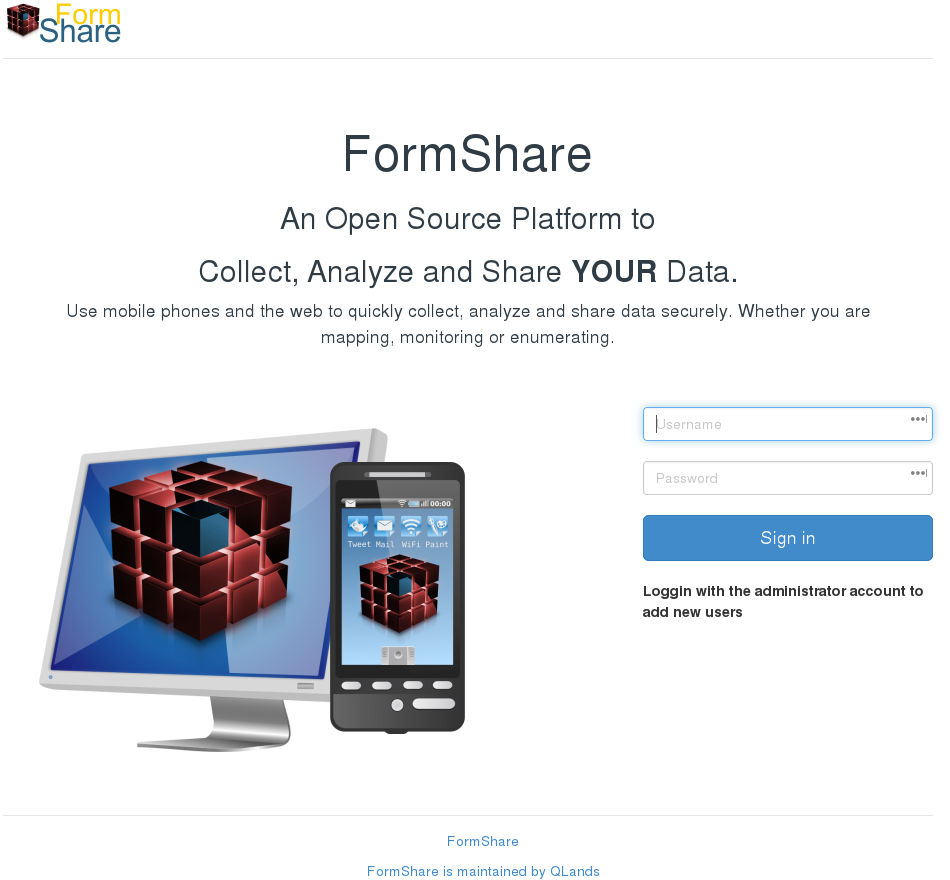 Form
Share
FormShare
An Open Source Platform to
Collect, Analyze and Share YOUR Data.
Use mobile phones and the web to quickly collect, analyze and share data securely. Whether you are
mapping, monitoring or enumerating.
Username
Password
Sign in
Loggin with the administrator account to
add new users
00:00
Tweet Mail WiFi Paint
FormShare
FormShare is maintained by QLands